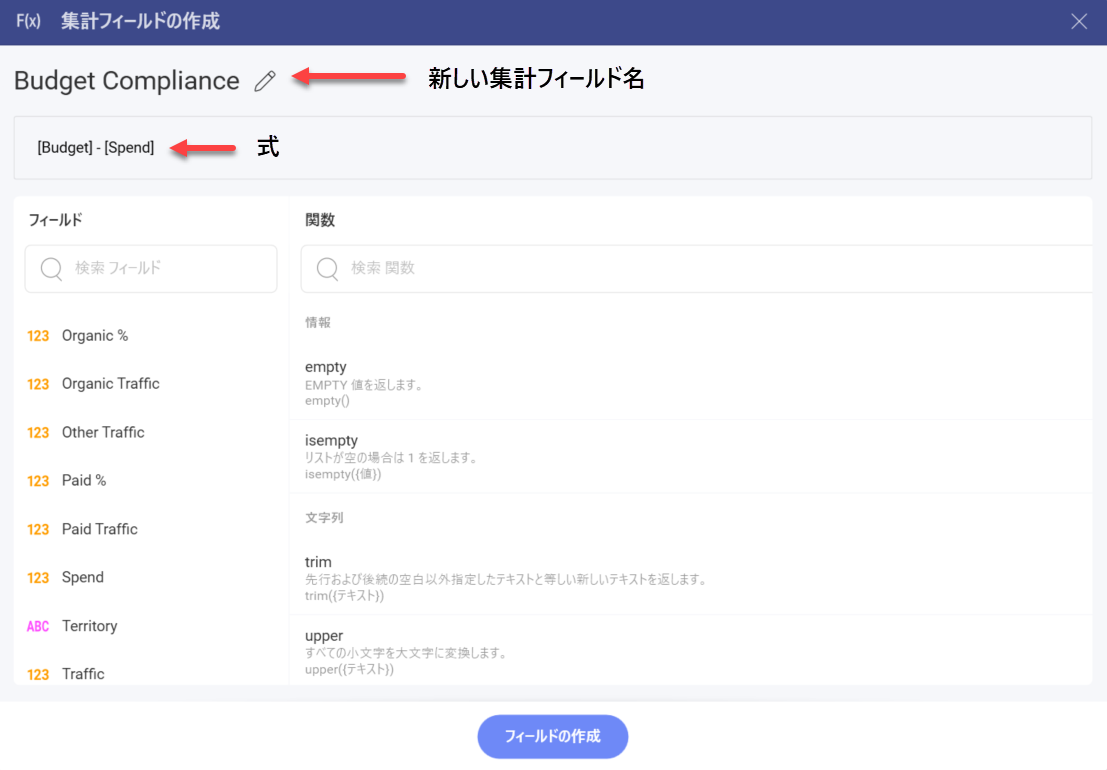 F(x) 集計フィールドの作成
Budget Compliance
新しい集計フィールド名
[Budget] - [Spend]
式
フィールド
検索 フィールド
123 Organic %
123 Organic Traffic
123 Other Traffic
123 Paid %
123 Paid Traffic
123 Spend
ABC Territory
123 Traffic
関数
検索 関数
情報
empty
EMPTY 値を返します。
empty()
isempty
リストが空の場合は 1 を返します。
isempty({値})
文字列
trim
先行および後続の空白以外指定したテキストと等しい新しいテキストを返します。
trim({テキスト})
upper
すべての小文字を大文字に変換します。
upper({テキスト})
フィールドの作成